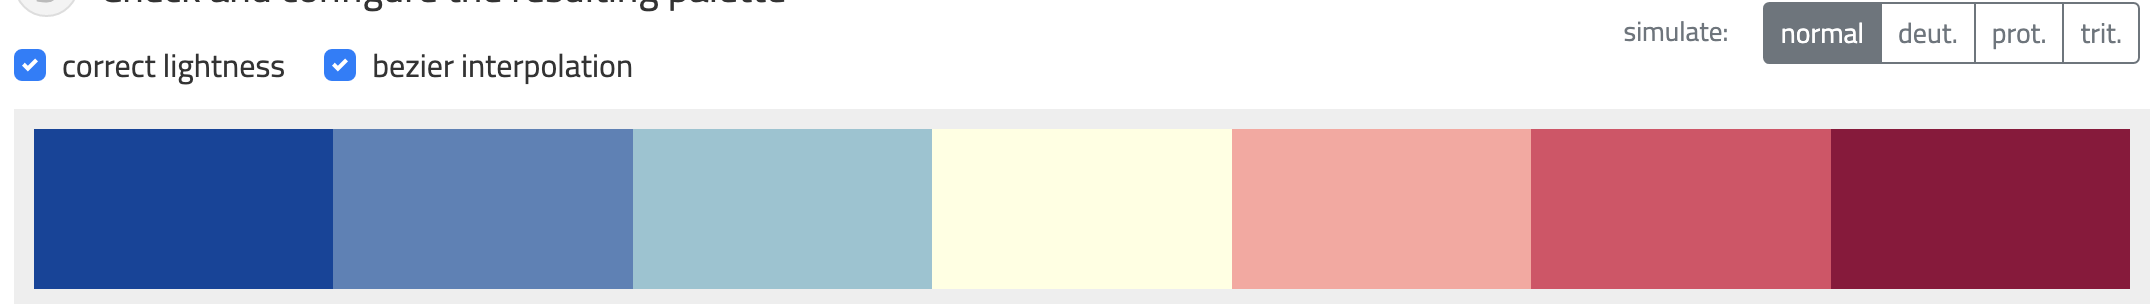 Check and configure the resulting palette
simulate: normal deut. prot. trit.
correct lightness bezier interpolation